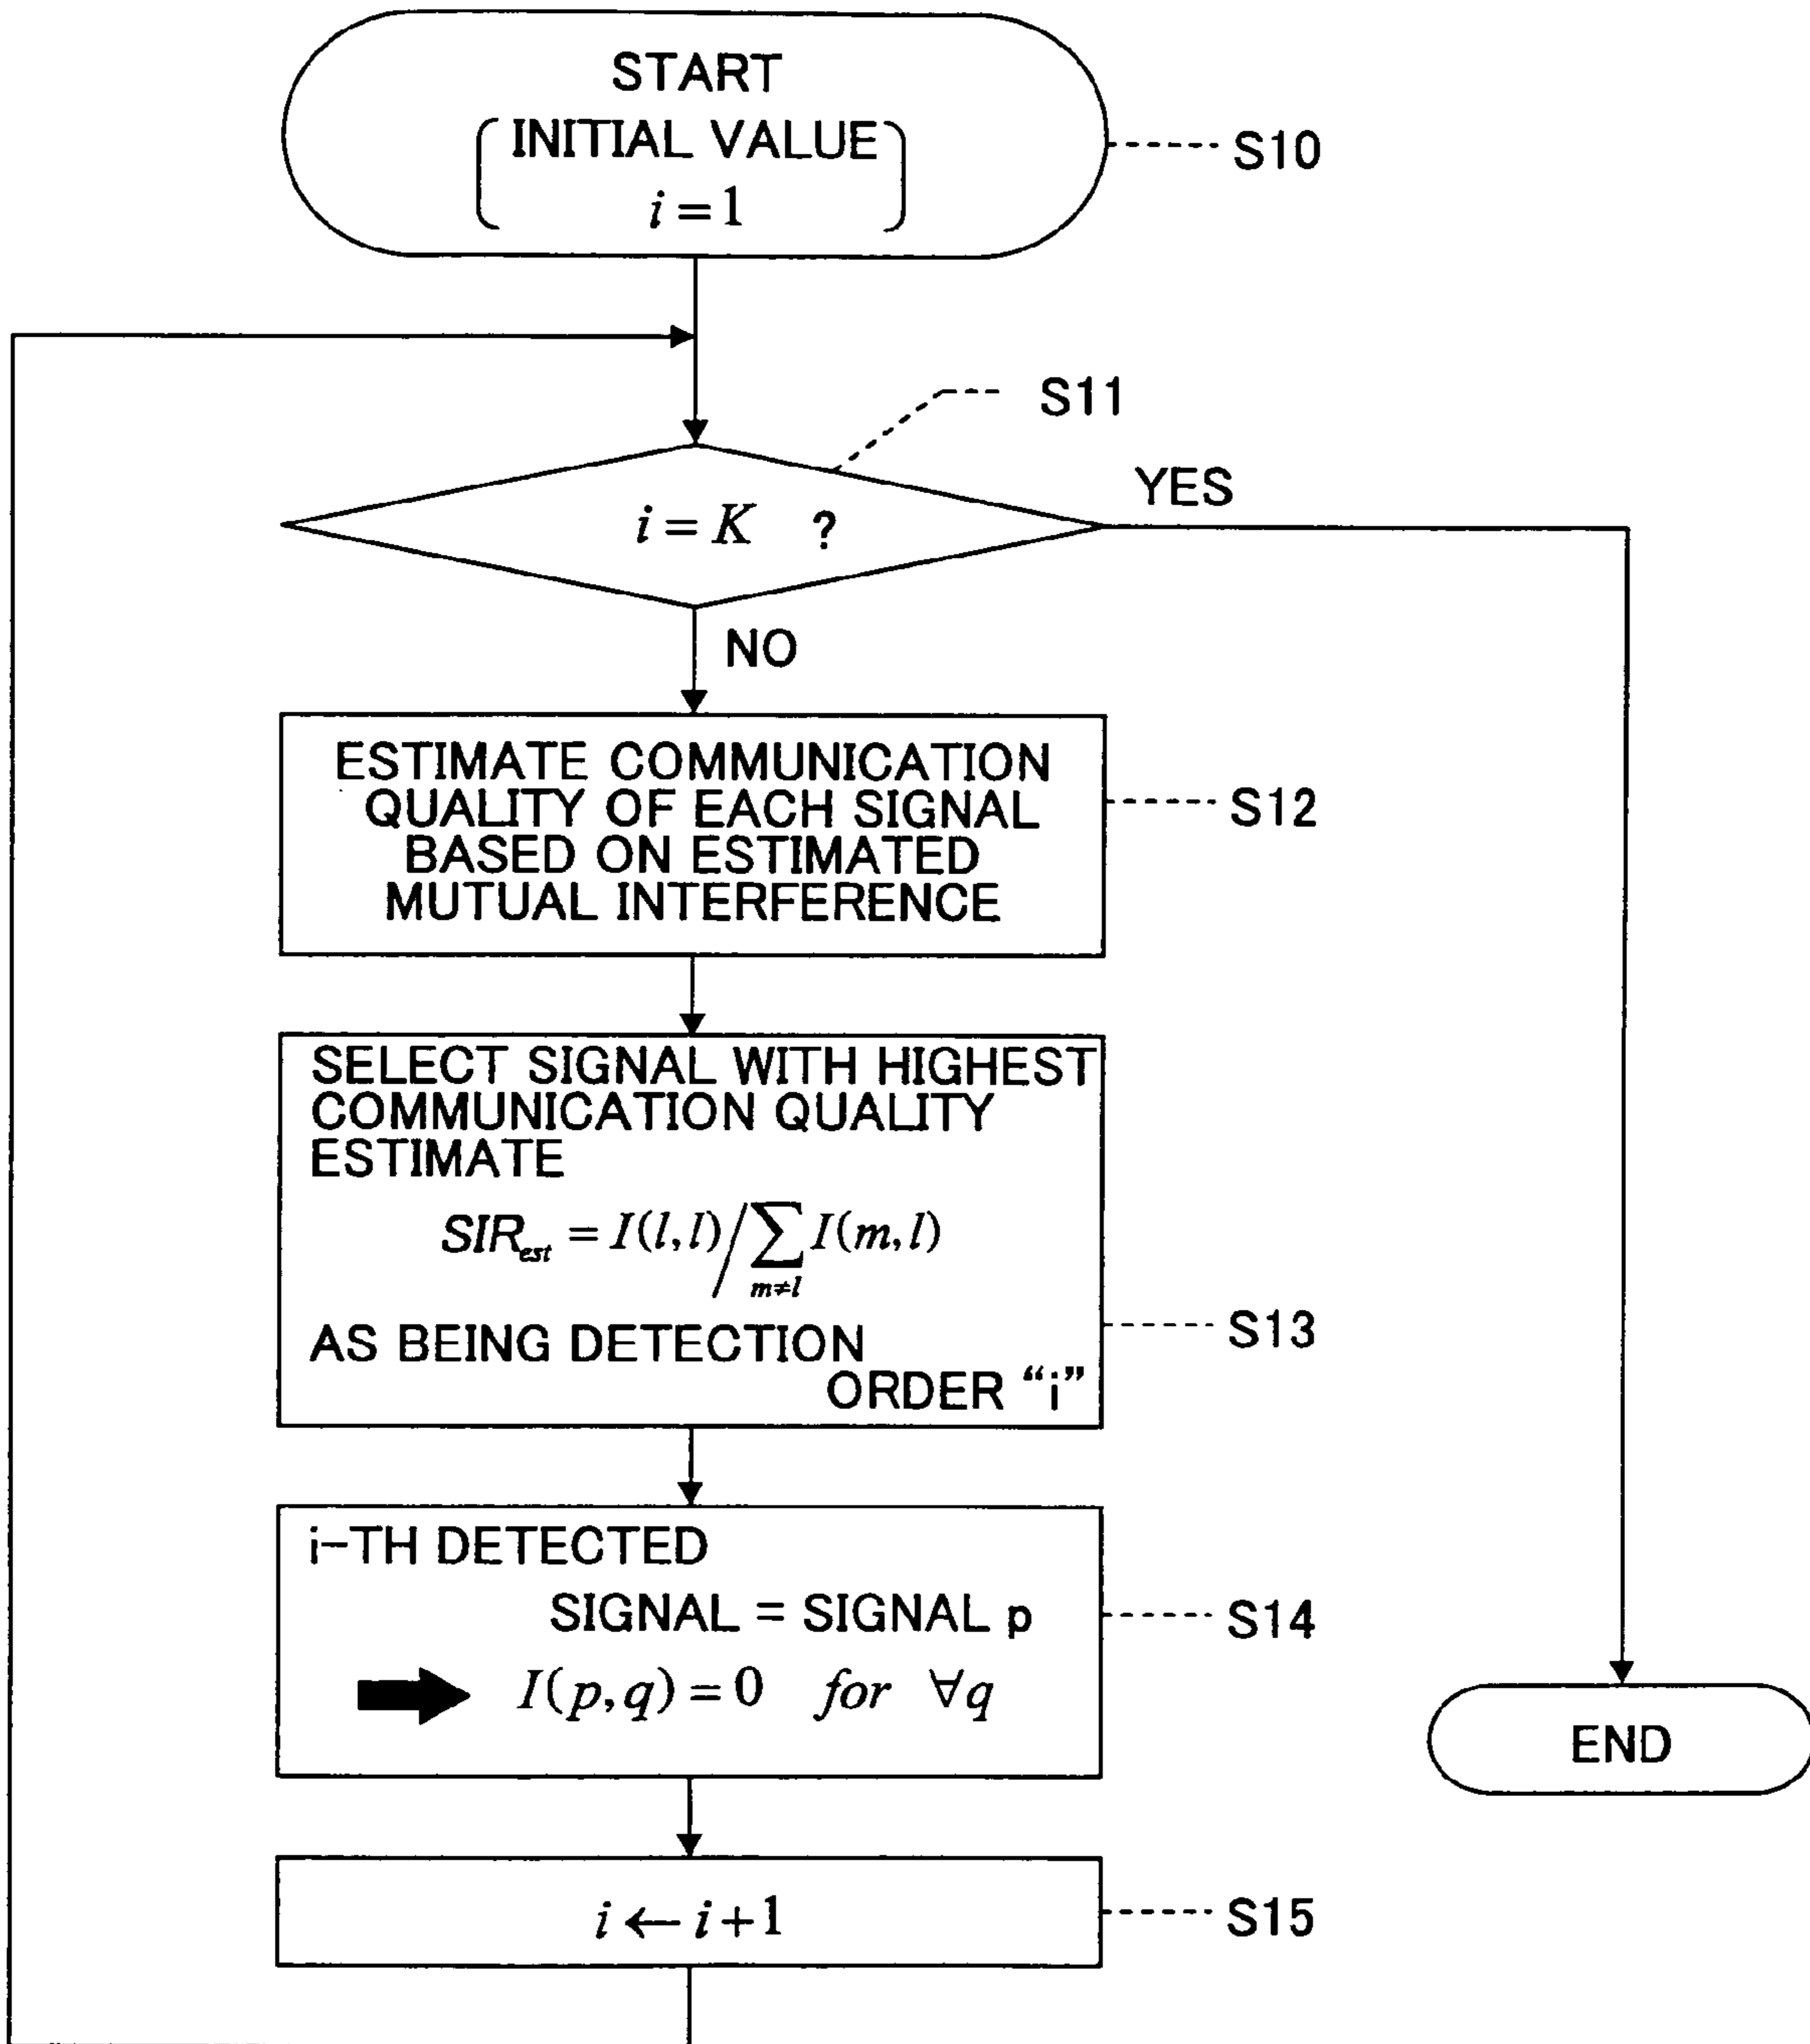 START
INITIAL VALUE
i = 1
S10
S11
i = K ?
YES
NO
ESTIMATE COMMUNICATION
QUALITY OF EACH SIGNAL
BASED ON ESTIMATED
MUTUAL INTERFERENCE
S12
SELECT SIGNAL WITH HIGHEST
COMMUNICATION QUALITY
ESTIMATE
SIR_est = I(l,l) / ∑_{m≠l} I(m,l)
AS BEING DETECTION
ORDER “i”
S13
i-TH DETECTED
SIGNAL = SIGNAL p
➡ I(p,q) = 0 for ∀q
S14
END
i ← i+1
S15